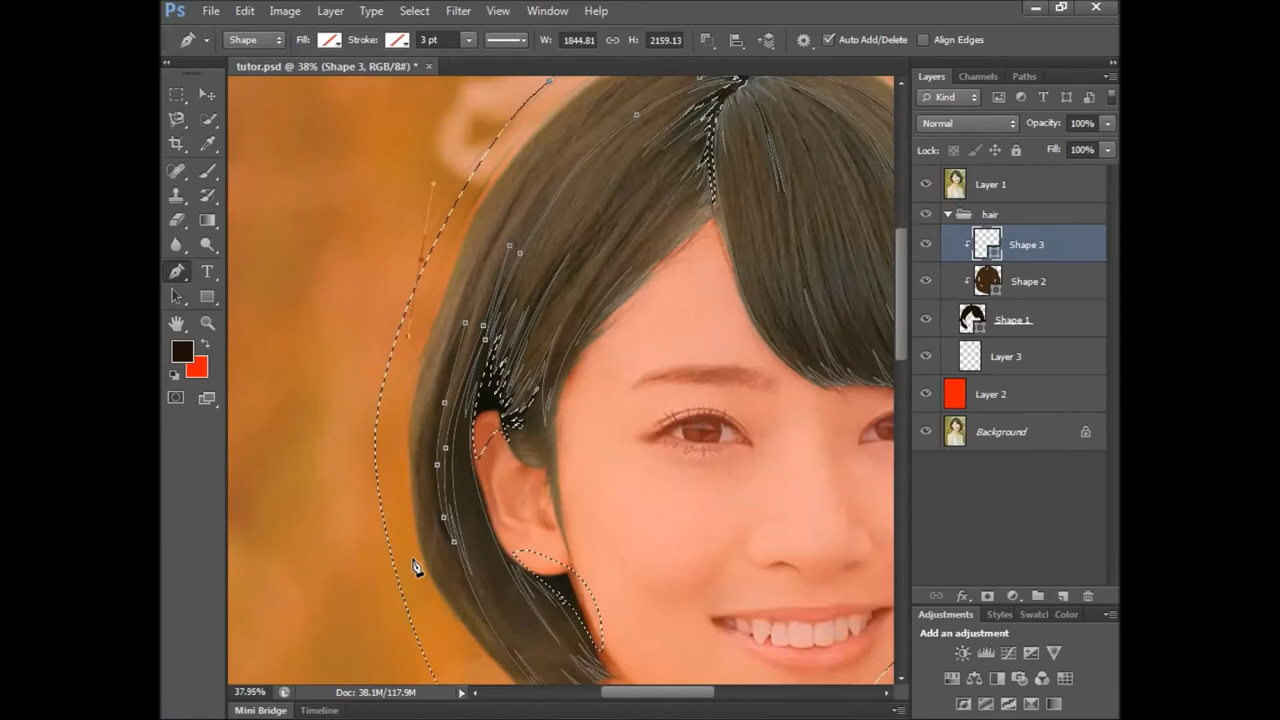 Ps File Edit Image Layer Type Select Filter View Window Help
Shape Fill: Stroke: 3 pt W: 1844.81 H: 2159.13 Auto Add/Delete Align Edges
tutor.psd @ 38% (Shape 3, RGB/8#) * ×
Layers Channels Paths
Kind T
Normal Opacity: 100%
Lock: Fill: 100%
Layer 1
hair
Shape 3
Shape 2
Shape 1
Layer 3
Layer 2
Background
T
fx
Adjustments Styles Swatcl Color
Add an adjustment
37.95% Doc: 38.1M/117.9M
Mini Bridge Timeline